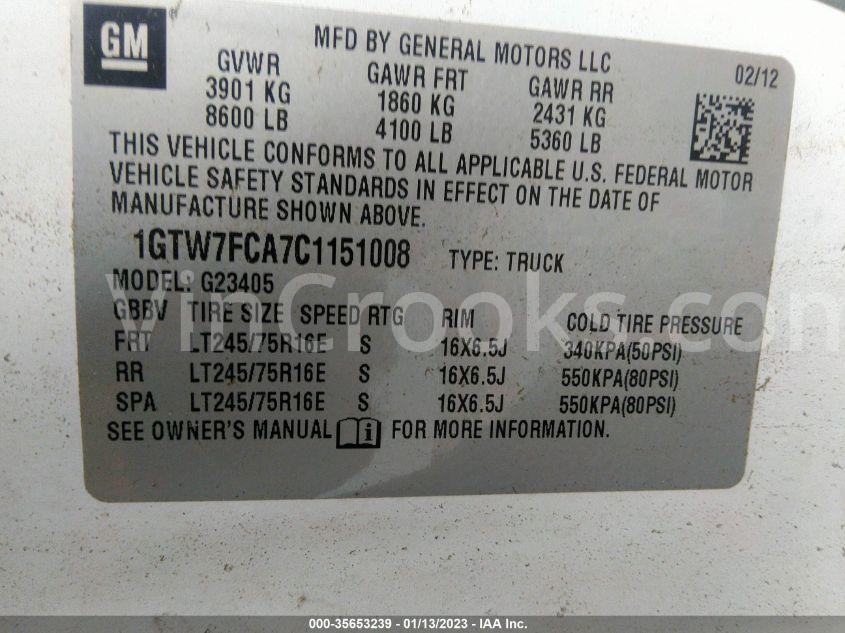 GM
MFD BY GENERAL MOTORS LLC
02/12
GVWR GAWR FRT GAWR RR
3901 KG 1860 KG 2431 KG
8600 LB 4100 LB 5360 LB
THIS VEHICLE CONFORMS TO ALL APPLICABLE U.S. FEDERAL MOTOR
VEHICLE SAFETY STANDARDS IN EFFECT ON THE DATE OF
MANUFACTURE SHOWN ABOVE.
1GTW7FCA7C1151008 TYPE: TRUCK
MODEL: G23405
VinCrooks.com
GBBV TIRE SIZE SPEED RTG RIM COLD TIRE PRESSURE
FRT LT245/75R16E S 16X6.5J 340KPA(50PSI)
RR LT245/75R16E S 16X6.5J 550KPA(80PSI)
SPA LT245/75R16E S 16X6.5J 550KPA(80PSI)
SEE OWNER'S MANUAL i FOR MORE INFORMATION.
000-35653239 - 01/13/2023 - IAA Inc.